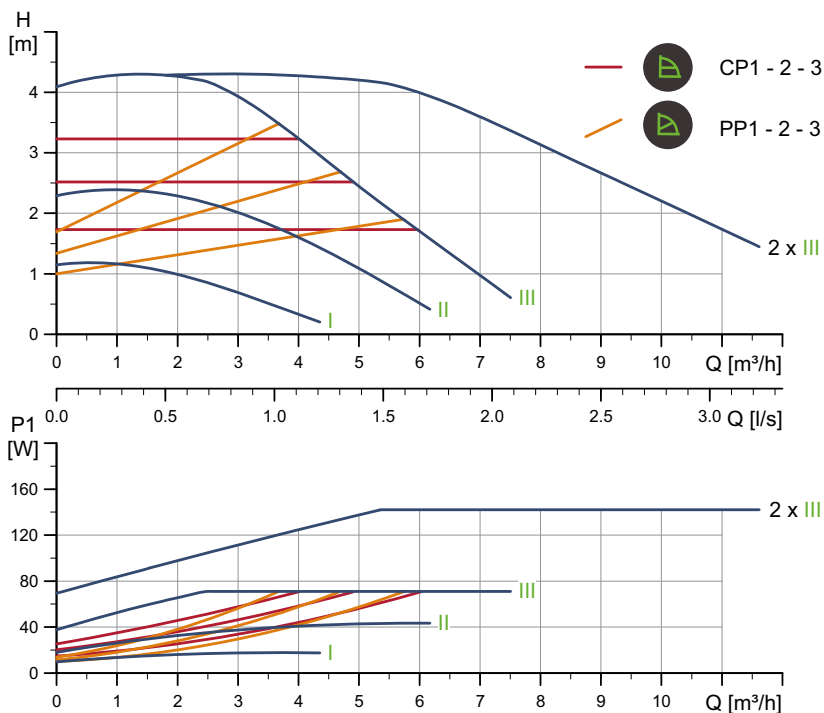 H
[m]
CP1 - 2 - 3
4
PP1 - 2 - 3
3
2
2 x III
1
III
II
I
0
0 1 2 3 4 5 6 7 8 9 10 Q [m³/h]
0.0 0.5 1.0 1.5 2.0 2.5 3.0 Q [l/s]
P1
[W]
160
2 x III
120
80
III
40
II
I
0
0 1 2 3 4 5 6 7 8 9 10 Q [m³/h]